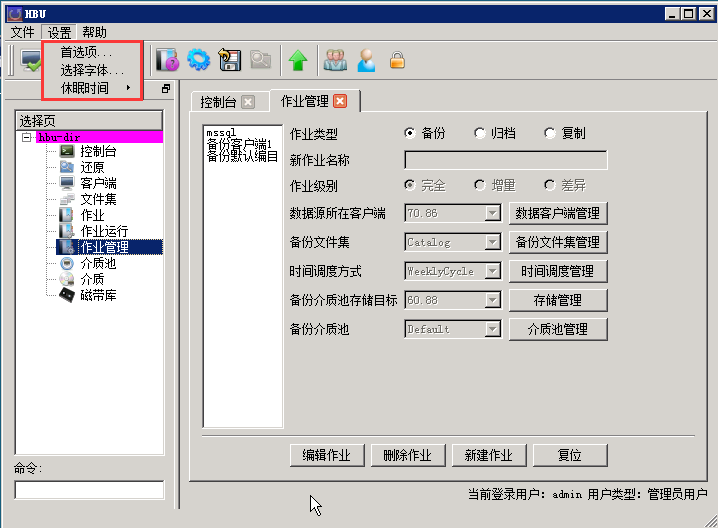 HBU
文件 设置 帮助
首选项...
选择字体...
休眠时间
选择页
hbu-dir
控制台
还原
客户端
文件集
作业
作业运行
作业管理
介质池
介质
磁带库
命令:
控制台 作业管理
mssql
备份客户端1
备份默认编目
作业类型 备份 归档 复制
新作业名称
作业级别 完全 增量 差异
数据源所在客户端 70.86 数据客户端管理
备份文件集 Catalog 备份文件集管理
时间调度方式 WeeklyCycle 时间调度管理
备份介质池存储目标 60.88 存储管理
备份介质池 Default 介质池管理
编辑作业 删除作业 新建作业 复位
当前登录用户: admin 用户类型: 管理员用户